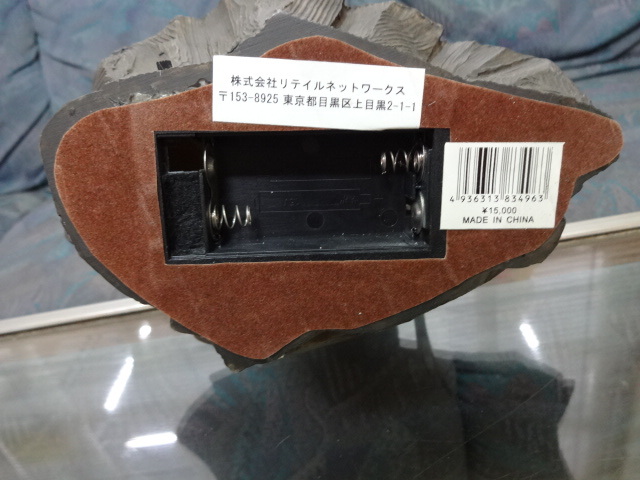 株式会社リテイルネットワークス
〒153-8925 東京都目黒区上目黒2-1-1
4 936313 834963
¥15,000
MADE IN CHINA